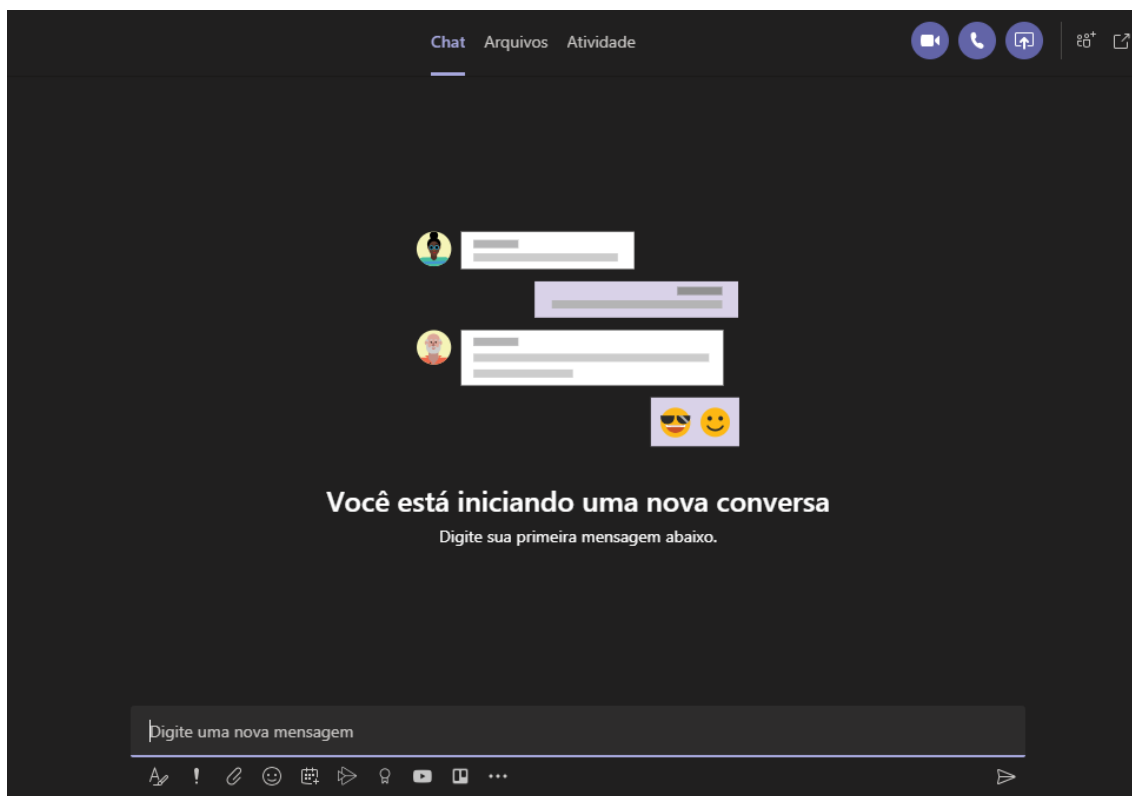 Chat Arquivos Atividade
Você está iniciando uma nova conversa
Digite sua primeira mensagem abaixo.
Digite uma nova mensagem